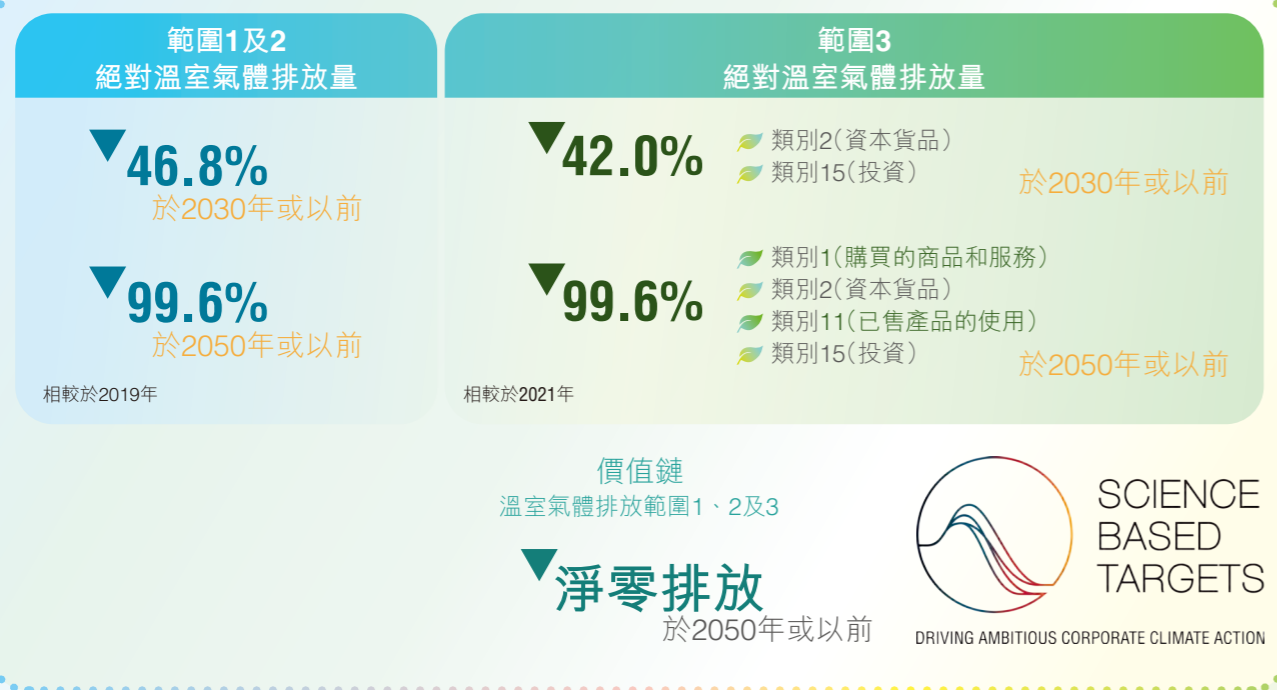 範圍1及2
絕對溫室氣體排放量
▼46.8%
於2030年或以前
▼99.6%
於2050年或以前
相較於2019年
範圍3
絕對溫室氣體排放量
▼42.0%
類別2(資本貨品)
類別15(投資)
於2030年或以前
▼99.6%
類別1(購買的商品和服務)
類別2(資本貨品)
類別11(已售產品的使用)
類別15(投資)
於2050年或以前
相較於2021年
價值鏈
溫室氣體排放範圍1、2及3
▼淨零排放
於2050年或以前
SCIENCE
BASED
TARGETS
DRIVING AMBITIOUS CORPORATE CLIMATE ACTION